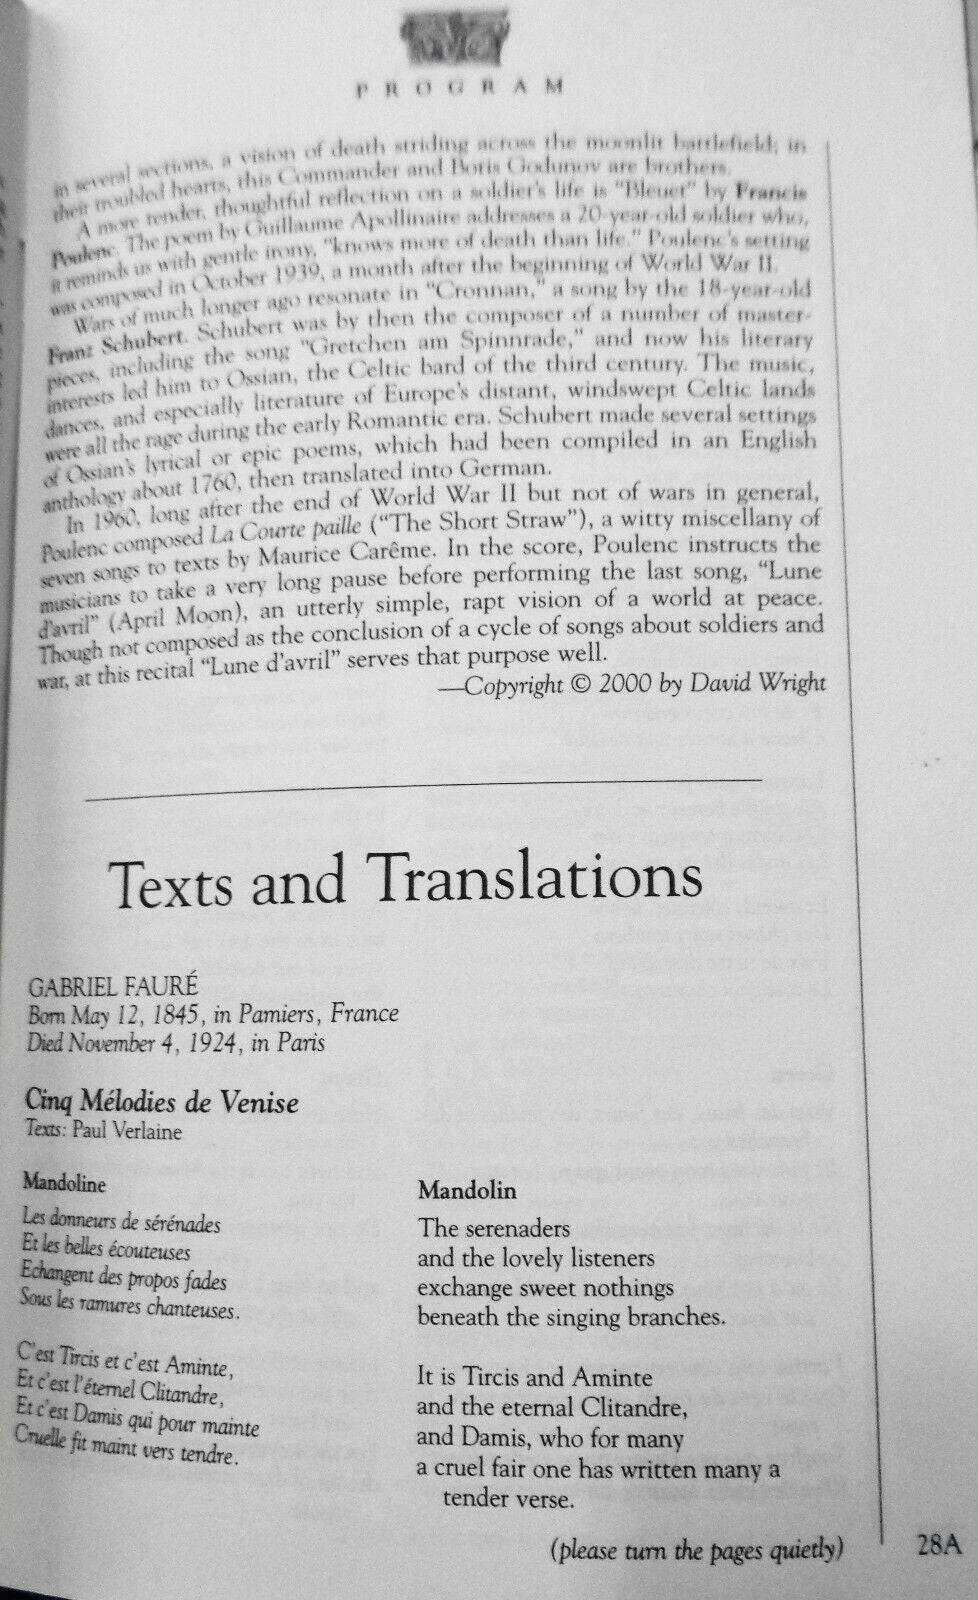 PROGRAM
in several sections, a vision of death striding across the moonlit battlefield; in
their troubled hearts, this Commander and Boris Godunov are brothers.
A more tender, thoughtful reflection on a soldier's life is "Bleuet" by Francis
Poulenc. The poem by Guillaume Apollinaire addresses a 20-year-old soldier who,
it reminds us with gentle irony, "knows more of death than life." Poulenc's setting
was composed in October 1939, a month after the beginning of World War II.
Wars of much longer ago resonate in "Cronnan," a song by the 18-year-old
Franz Schubert. Schubert was by then the composer of a number of master-
pieces, including the song "Gretchen am Spinnrade," and now his literary
interests led him to Ossian, the Celtic bard of the third century. The music,
dances, and especially literature of Europe's distant, windswept Celtic lands
were all the rage during the early Romantic era. Schubert made several settings
of Ossian's lyrical or epic poems, which had been compiled in an English
anthology about 1760, then translated into German.
In 1960, long after the end of World War II but not of wars in general,
Poulenc composed La Courte paille ("The Short Straw"), a witty miscellany of
seven songs to texts by Maurice Carême. In the score, Poulenc instructs the
musicians to take a very long pause before performing the last song, "Lune
d'avril" (April Moon), an utterly simple, rapt vision of a world at peace.
Though not composed as the conclusion of a cycle of songs about soldiers and
war, at this recital "Lune d'avril" serves that purpose well.
—Copyright © 2000 by David Wright
Texts and Translations
GABRIEL FAURÉ
Born May 12, 1845, in Pamiers, France
Died November 4, 1924, in Paris
Cinq Mélodies de Venise
Texts: Paul Verlaine
Mandoline
Les donneurs de sérénades
Et les belles écouteuses
Echangent des propos fades
Sous les ramures chanteuses.
C'est Tircis et c'est Aminte,
Et c'est l'éternel Clitandre,
Et c'est Damis qui pour mainte
Cruelle fit maint vers tendre.
Mandolin
The serenaders
and the lovely listeners
exchange sweet nothings
beneath the singing branches.
It is Tircis and Aminte
and the eternal Clitandre,
and Damis, who for many
a cruel fair one has written many a
tender verse.
(please turn the pages quietly)
28A